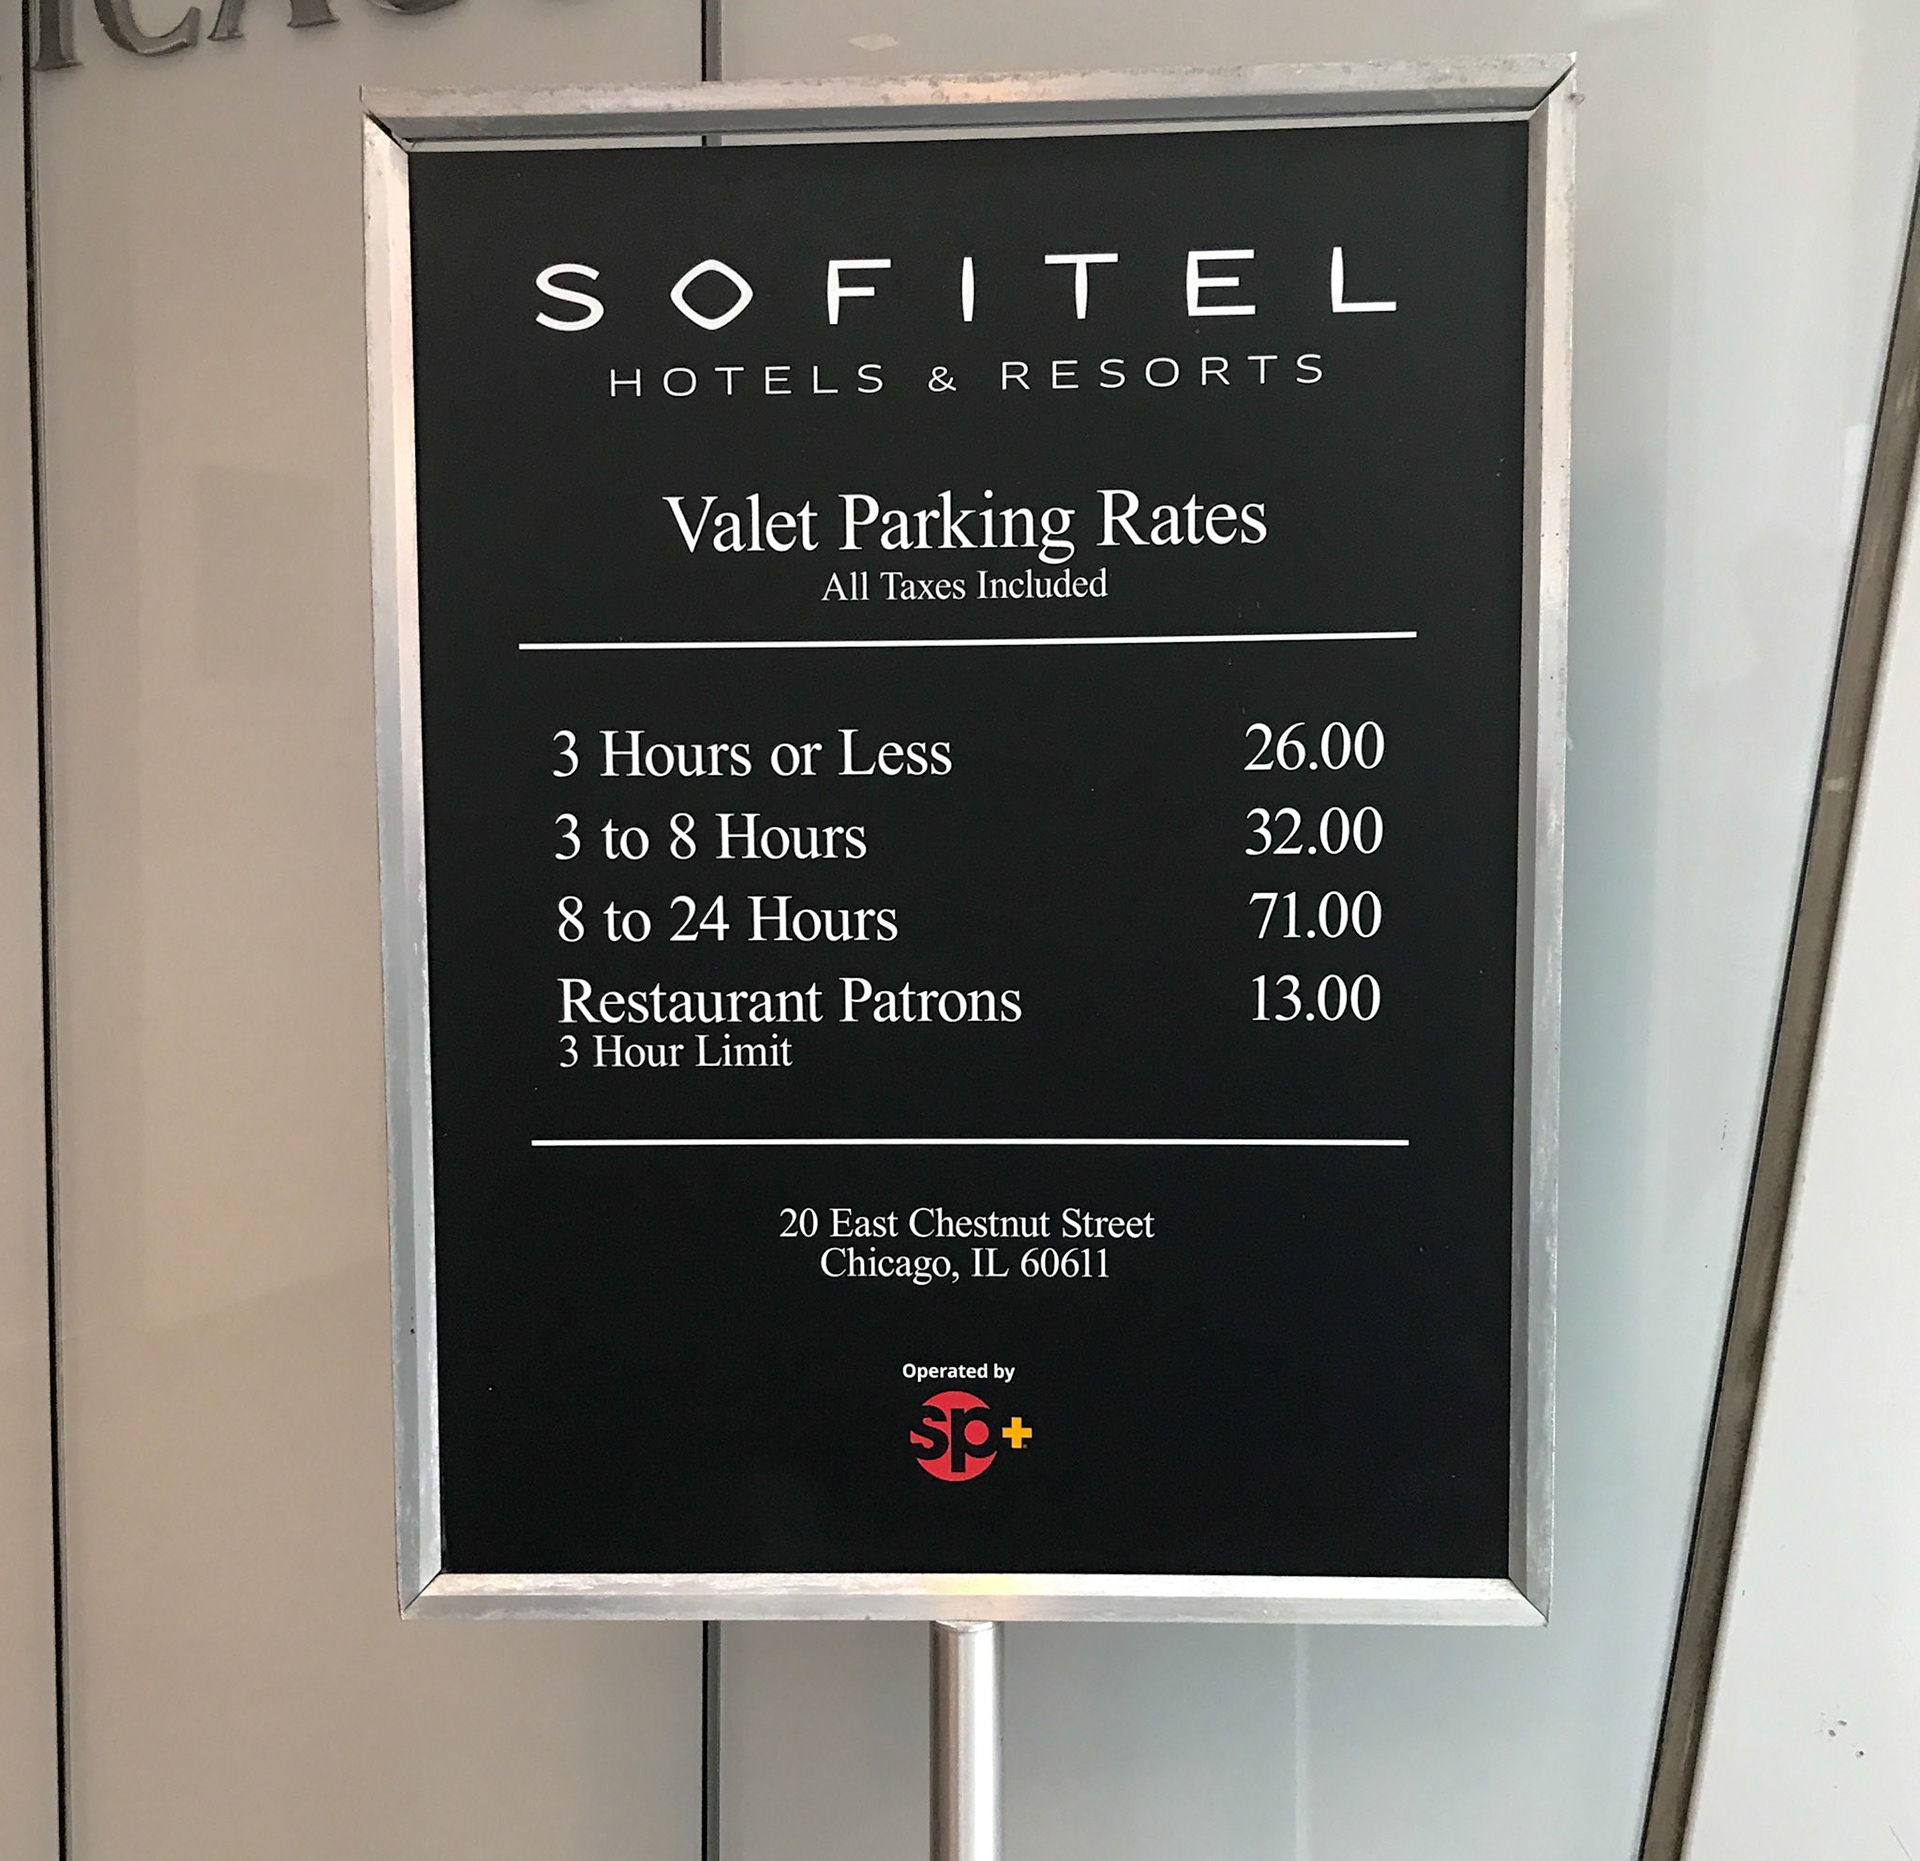 ICAGO
SOFITEL
HOTELS & RESORTS
Valet Parking Rates
All Taxes Included
3 Hours or Less 26.00
3 to 8 Hours 32.00
8 to 24 Hours 71.00
Restaurant Patrons 13.00
3 Hour Limit
20 East Chestnut Street
Chicago, IL 60611
Operated by
sp+